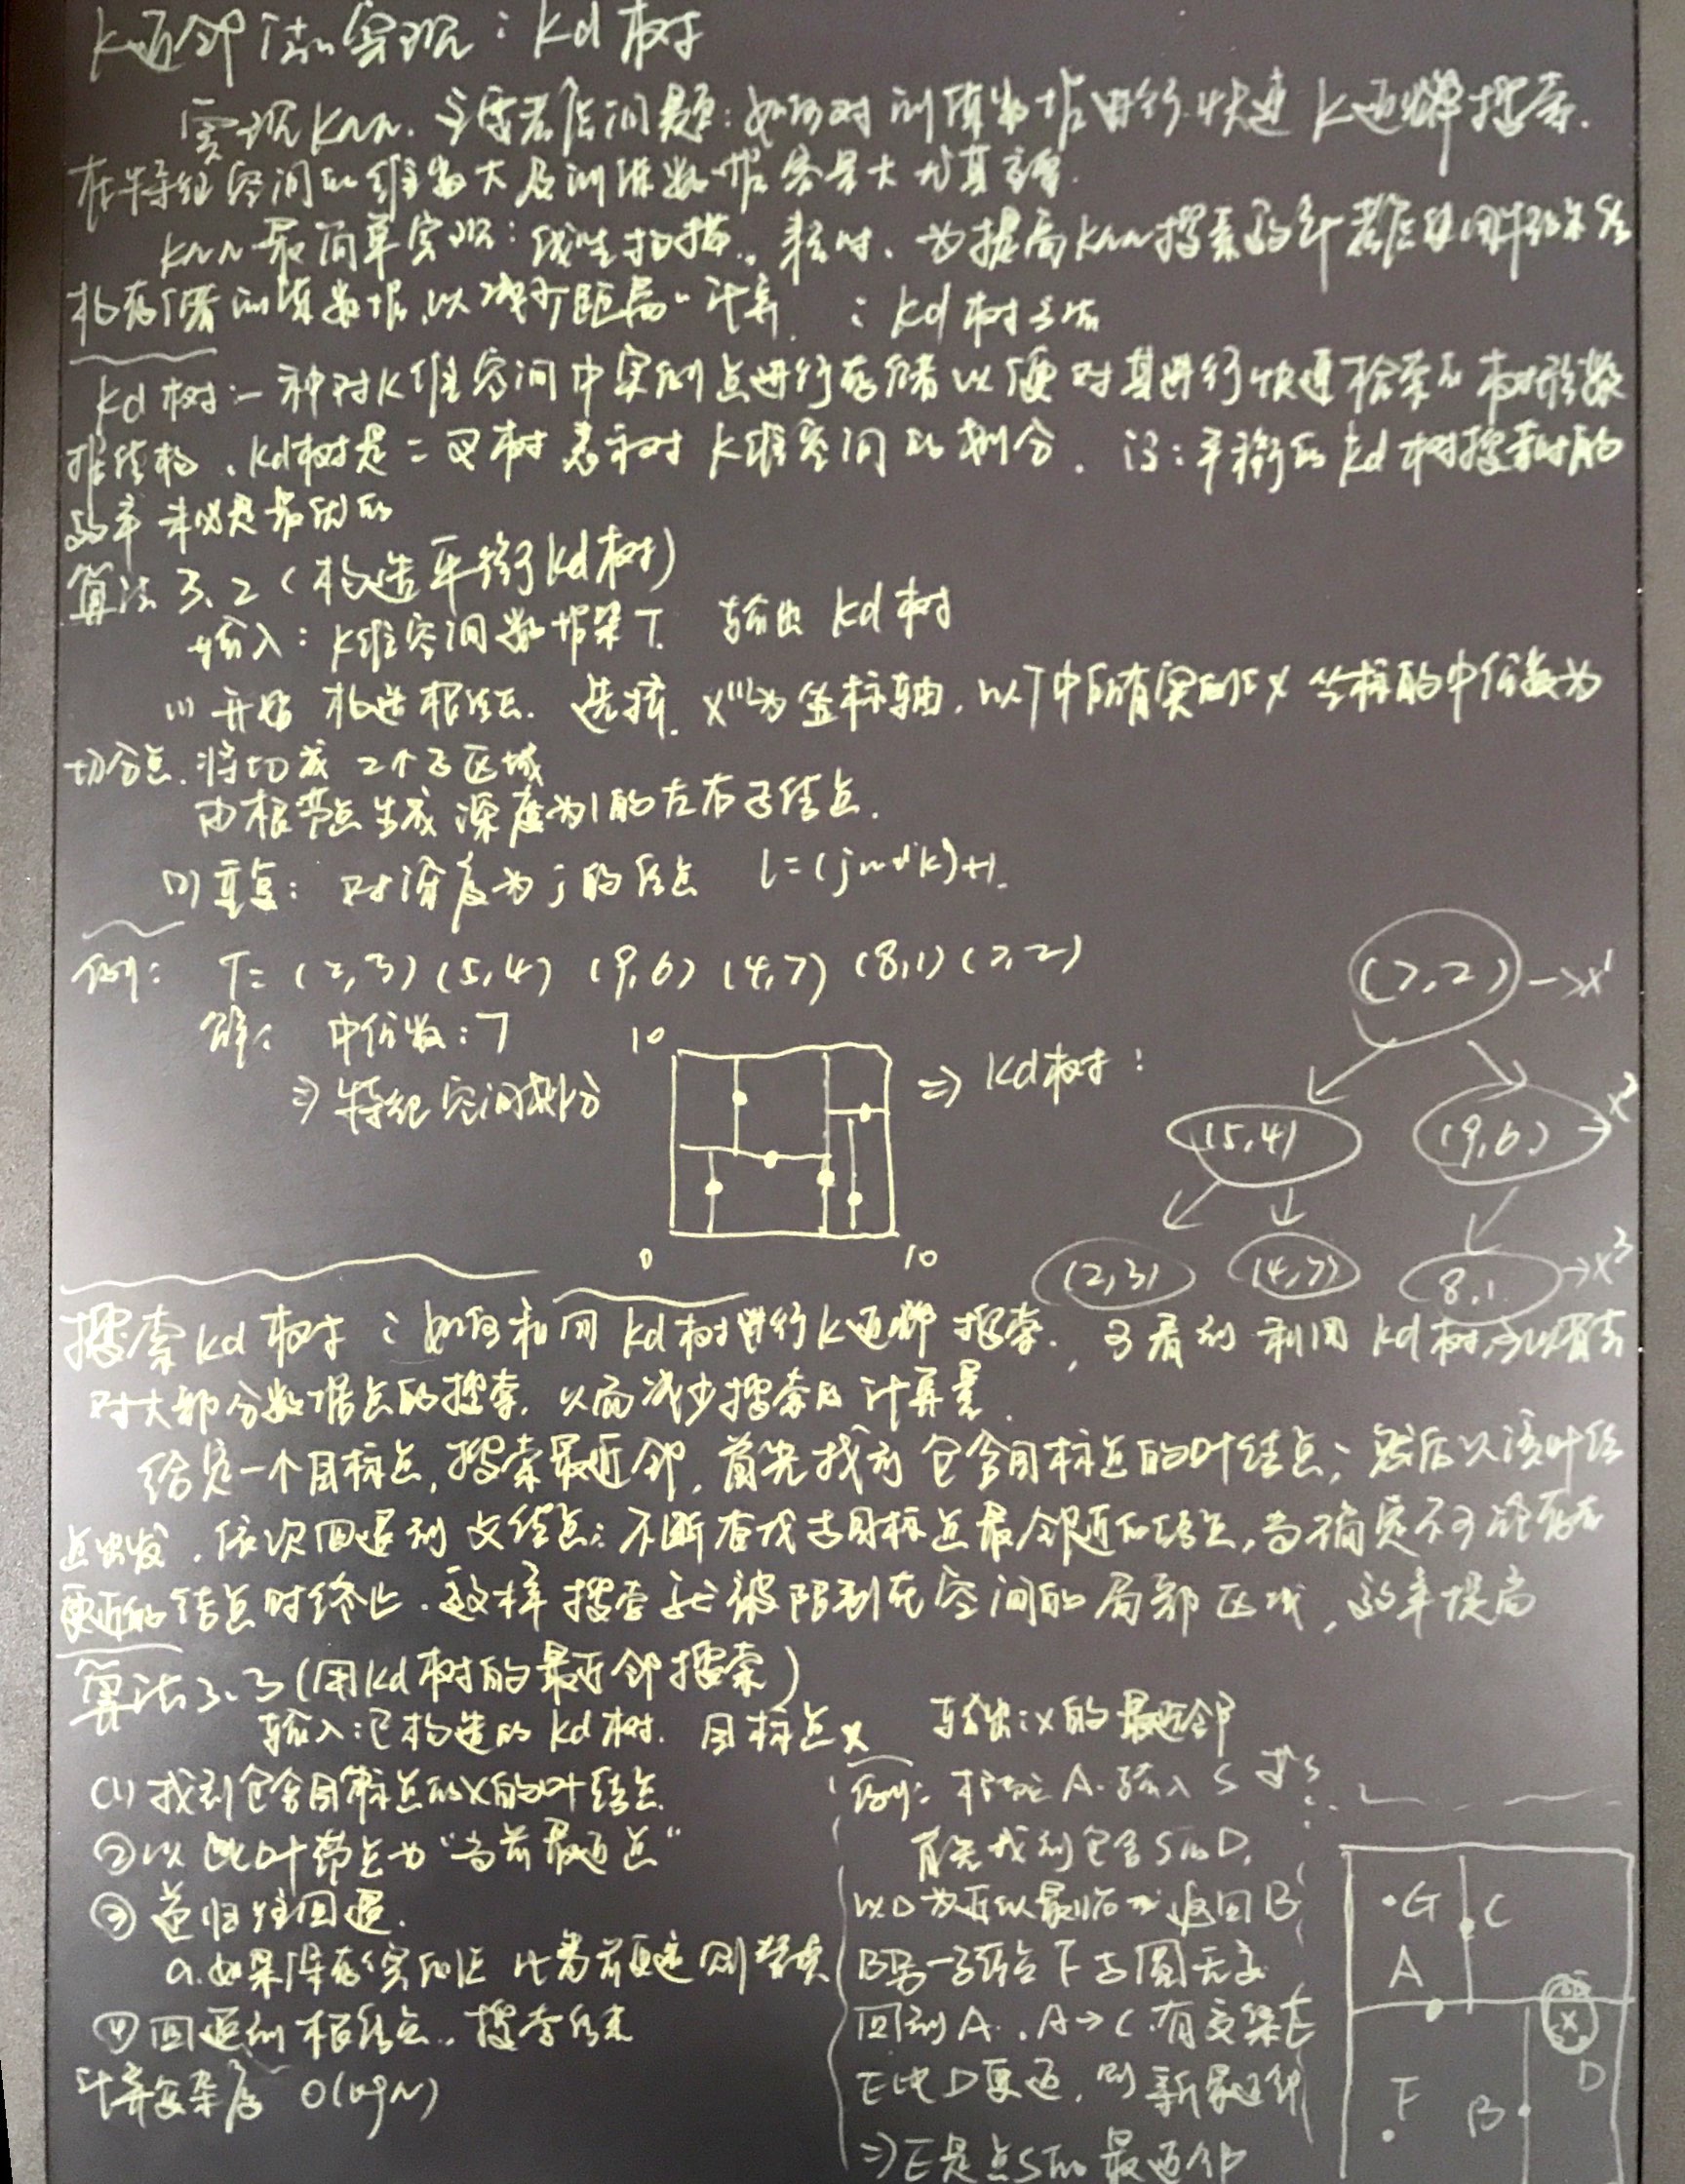 K近邻法的实现：kd树
实现knn.主要考虑问题：如何对训练数据进行快速K近邻搜索.
在特征空间的维数大及训练数据容量大尤其重要.
knn最简单实现：线性扫描.耗时.为提高knn搜索效率考虑使用特殊结
构存储训练数据,以减少距离计算.：kd树方法
kd树:一种对K维空间中实例点进行存储以便对其进行快速检索的树形数
据结构.kd树是二叉树表示对K维空间的划分.注:平衡的kd树搜索时的
效率未必是最优的
算法3.2(构造平衡kd树)
输入：K维空间数据集T. 输出kd树
(1)开始 构造根结点.选择.x⁽¹⁾为坐标轴,以T中所有实例的x坐标的中位数为
切分点.将切成2个子区域
由根节点生成深度为1的左右子结点.
(2)重复：对深度为j的结点 l=(jmodk)+1.
例： T=(2,3)(5,4)(9,6)(4,7)(8,1)(7,2)
解： 中位数:7
⇒特征空间划分
10
0
10
⇒kd树：
(7,2)→x¹
(5,4) (9,6)→x²
(2,3) (4,7) 8,1→x³
搜索kd树：如何利用kd树进行K近邻搜索.,可看到利用kd树可以省去
对大部分数据点的搜索.从而减少搜索的计算量.
给定一个目标点,搜索最近邻,首先找到包含目标点的叶结点;然后从该叶结
点出发,依次回退到父结点;不断查找与目标点最邻近的结点,当确定不可能存在
更近的结点时终止.这样搜索就被限制在空间的局部区域,效率提高
算法3.3(用kd树的最近邻搜索)
输入:已构造的kd树.目标点x 输出:x的最近邻
(1)找到包含目标点的x的叶结点.
②以此叶节点为"当前最近点"
③递归往回退.
a.如果 保存实例点比当前更近则
④回退到根结点.搜索结束
计算复杂度 O(logN)
例:根结点A.输入S 求S
首先找到包含S的D,
以D为近似最临近返回B
B另一子结点F与圆无交
回到A.,A→C.有交集E
E比D更近,则新最近邻
⇒E是点S的最近邻
G
C
A
X
D
F
B